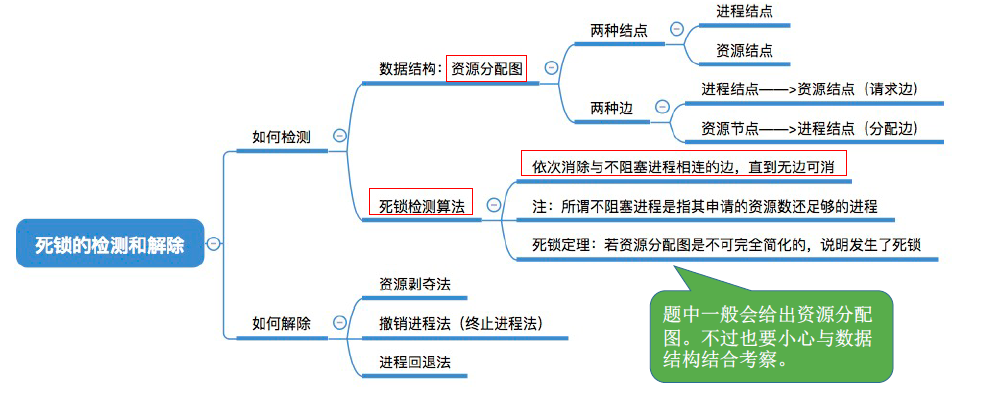 死锁的检测和解除
如何检测
数据结构：资源分配图
两种结点
进程结点
资源结点
两种边
进程结点——>资源结点（请求边）
资源节点——>进程结点（分配边）
死锁检测算法
依次消除与不阻塞进程相连的边，直到无边可消
注：所谓不阻塞进程是指其申请的资源数还足够的进程
死锁定理：若资源分配图是不可完全简化的，说明发生了死锁
如何解除
资源剥夺法
撤销进程法（终止进程法）
进程回退法
题中一般会给出资源分配
图。不过也要小心与数据
结构结合考察。